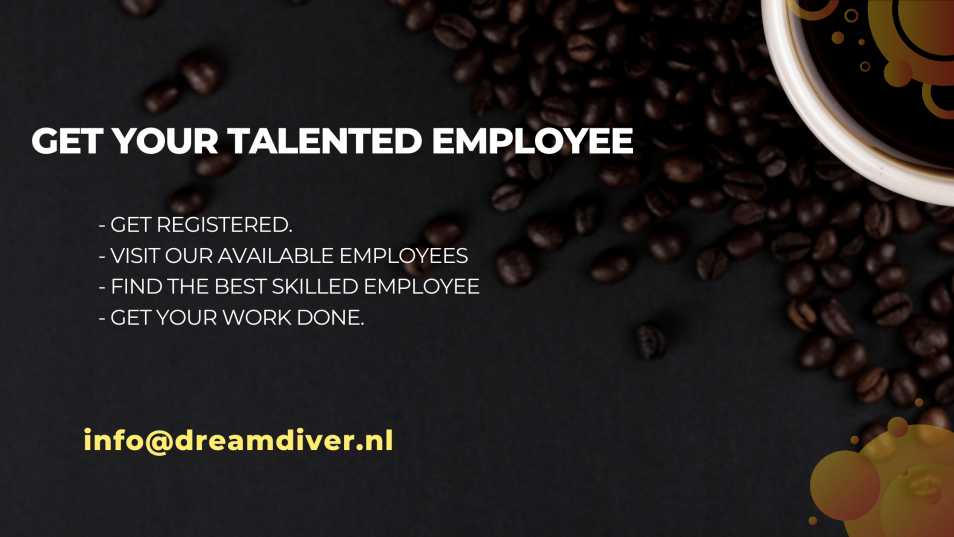 GET YOUR TALENTED EMPLOYEE
- GET REGISTERED.
- VISIT OUR AVAILABLE EMPLOYEES
- FIND THE BEST SKILLED EMPLOYEE
- GET YOUR WORK DONE.
info@dreamdiver.nl